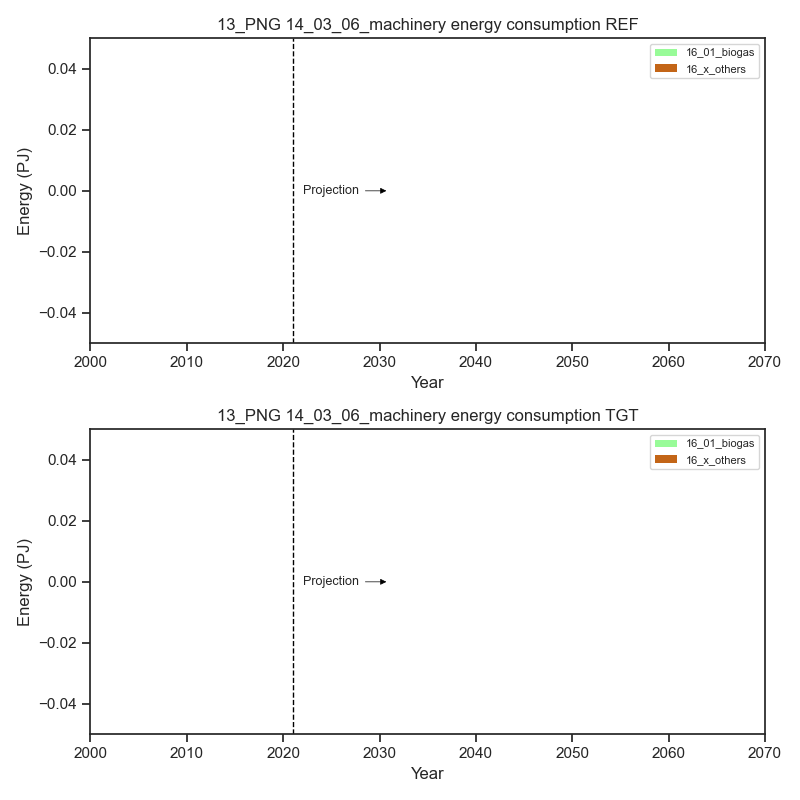 13_PNG 14_03_06_machinery energy consumption REF
16_01_biogas
16_x_others
0.04
0.02
0.00
−0.02
−0.04
Energy (PJ)
Projection
2000 2010 2020 2030 2040 2050 2060 2070
Year
13_PNG 14_03_06_machinery energy consumption TGT
16_01_biogas
16_x_others
0.04
0.02
0.00
−0.02
−0.04
Energy (PJ)
Projection
2000 2010 2020 2030 2040 2050 2060 2070
Year